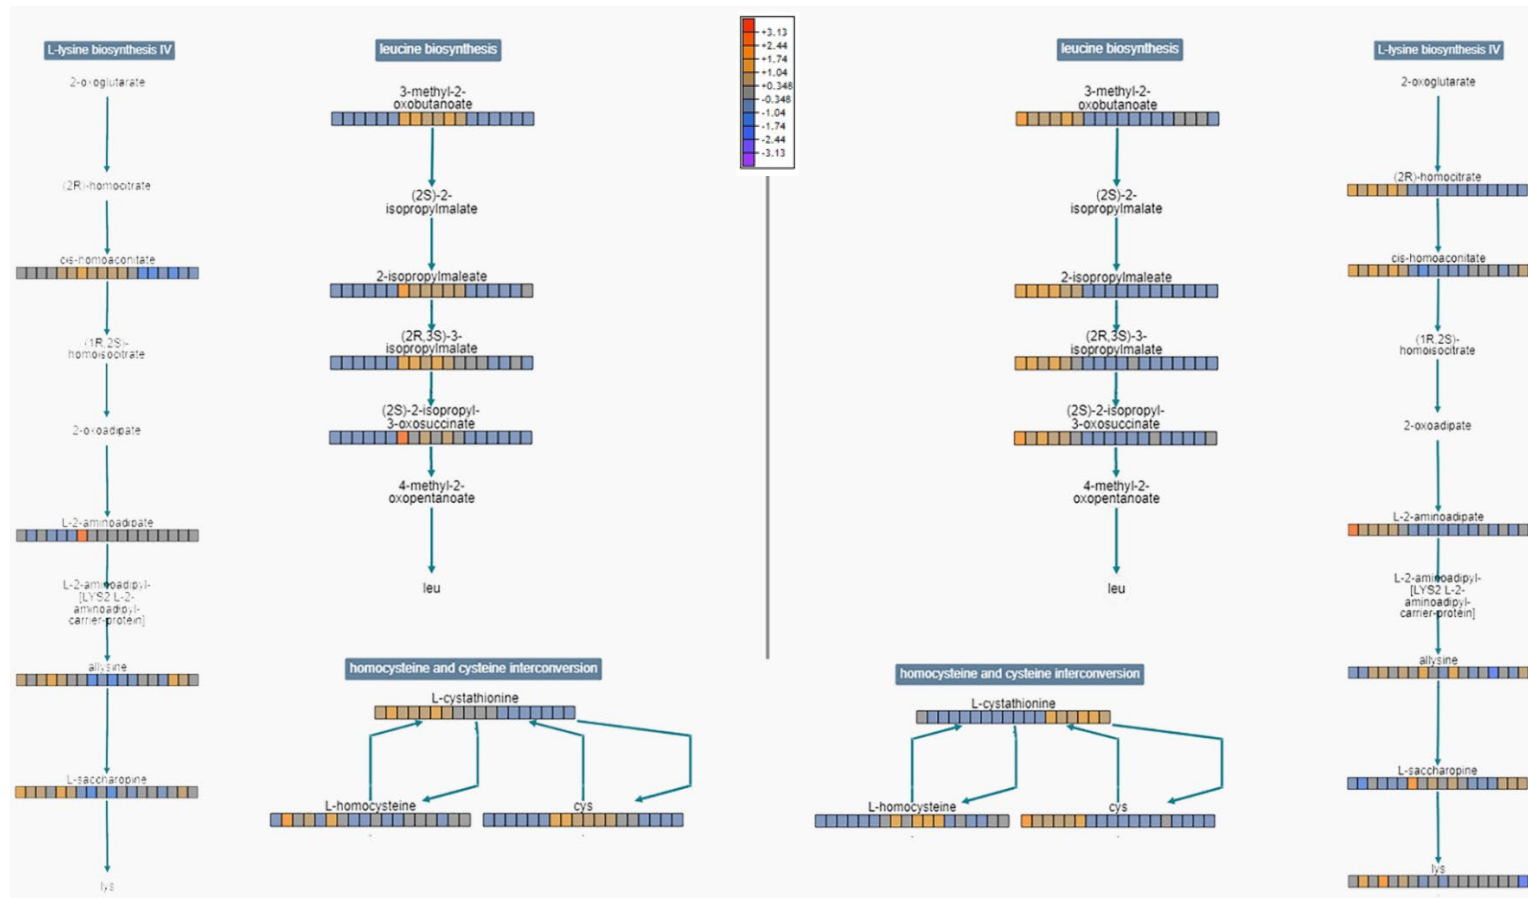 L-lysine biosynthesis IV
2-oxoglutarate
(2R)-homocitrate
cis-homoaconitate
(1R,2S)-
homoisocitrate
2-oxoadipate
L-2-aminoadipate
L-2-aminoadipyl-
[LYS2 L-2-
aminoadipyl-
carrier-protein]
allysine
L-saccharopine
lys
leucine biosynthesis
3-methyl-2-
oxobutanoate
(2S)-2-
isopropylmalate
2-isopropylmaleate
(2R,3S)-3-
isopropylmalate
(2S)-2-isopropyl-
3-oxosuccinate
4-methyl-2-
oxopentanoate
leu
homocysteine and cysteine interconversion
L-cystathionine
L-homocysteine
cys
+3.13
+2.44
+1.74
+1.04
+0.348
-0.348
-1.04
-1.74
-2.44
-3.13
leucine biosynthesis
3-methyl-2-
oxobutanoate
(2S)-2-
isopropylmalate
2-isopropylmaleate
(2R,3S)-3-
isopropylmalate
(2S)-2-isopropyl-
3-oxosuccinate
4-methyl-2-
oxopentanoate
leu
homocysteine and cysteine interconversion
L-cystathionine
L-homocysteine
cys
L-lysine biosynthesis IV
2-oxoglutarate
(2R)-homocitrate
cis-homoaconitate
(1R,2S)-
homoisocitrate
2-oxoadipate
L-2-aminoadipate
L-2-aminoadipyl-
[LYS2 L-2-
aminoadipyl-
carrier-protein]
allysine
L-saccharopine
lys